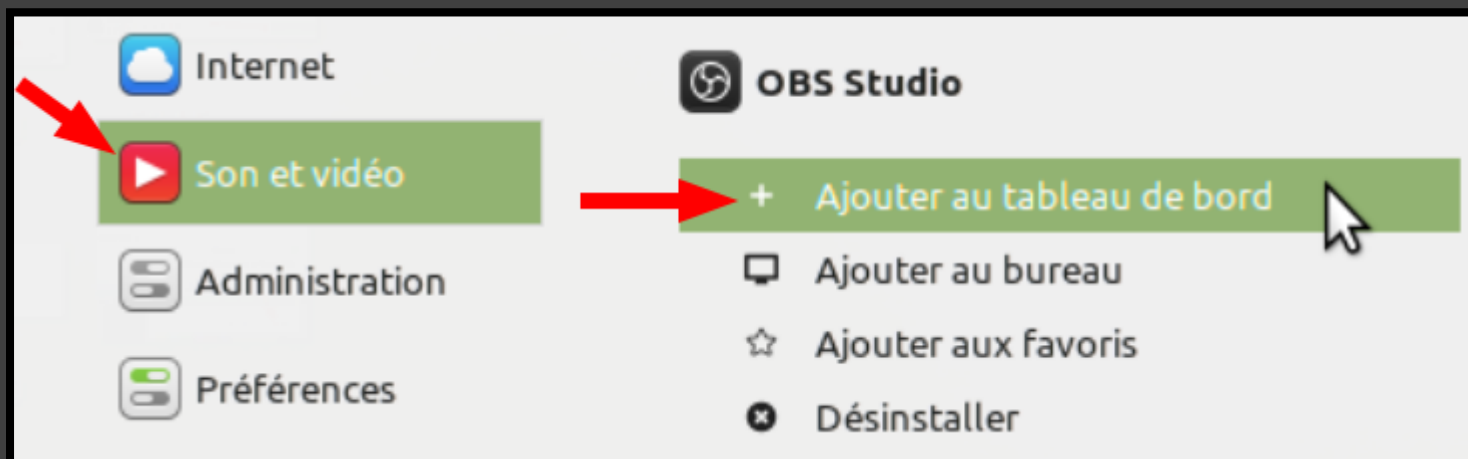 Internet
Son et vidéo
Administration
Préférences
OBS Studio
Ajouter au tableau de bord
Ajouter au bureau
Ajouter aux favoris
Désinstaller